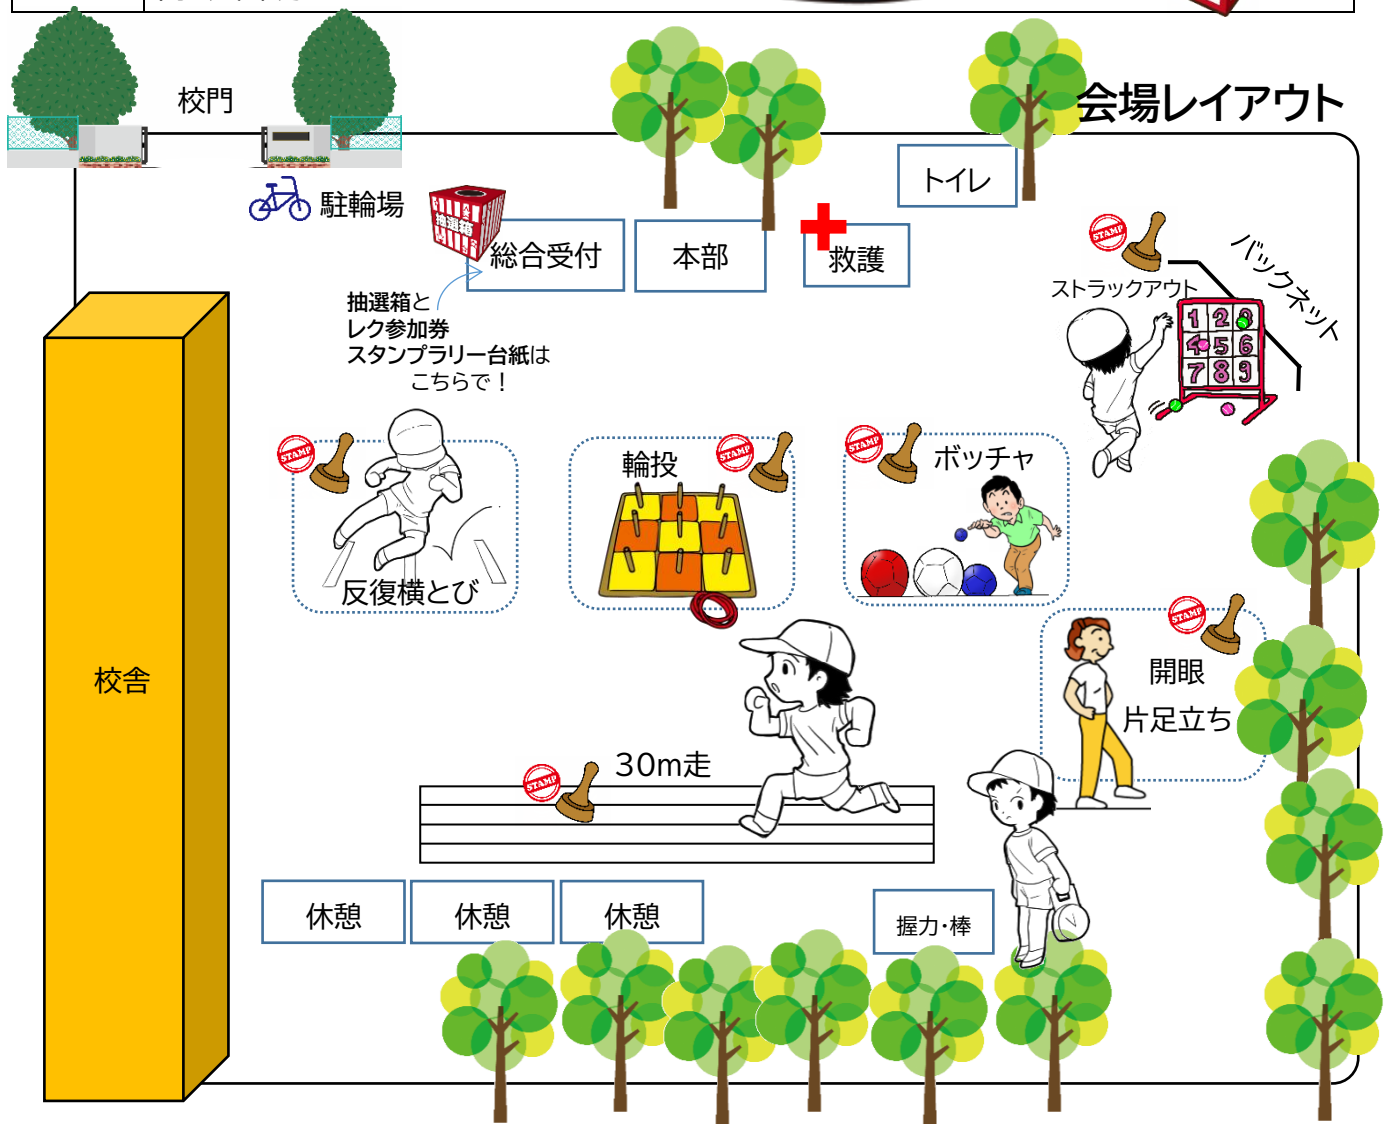 校門
会場レイアウト
トイレ
駐輪場
抽選箱
総合受付
本部
救護
STAMP
バックネット
ストラックアウト
1 2 3
4 5 6
7 8 9
抽選箱と
レク参加券
スタンプラリー台紙は
こちらで!
STAMP
輪投
STAMP
STAMP
ボッチャ
反復横とび
STAMP
開眼
片足立ち
校舎
STAMP
30m走
休憩
休憩
休憩
握力・棒